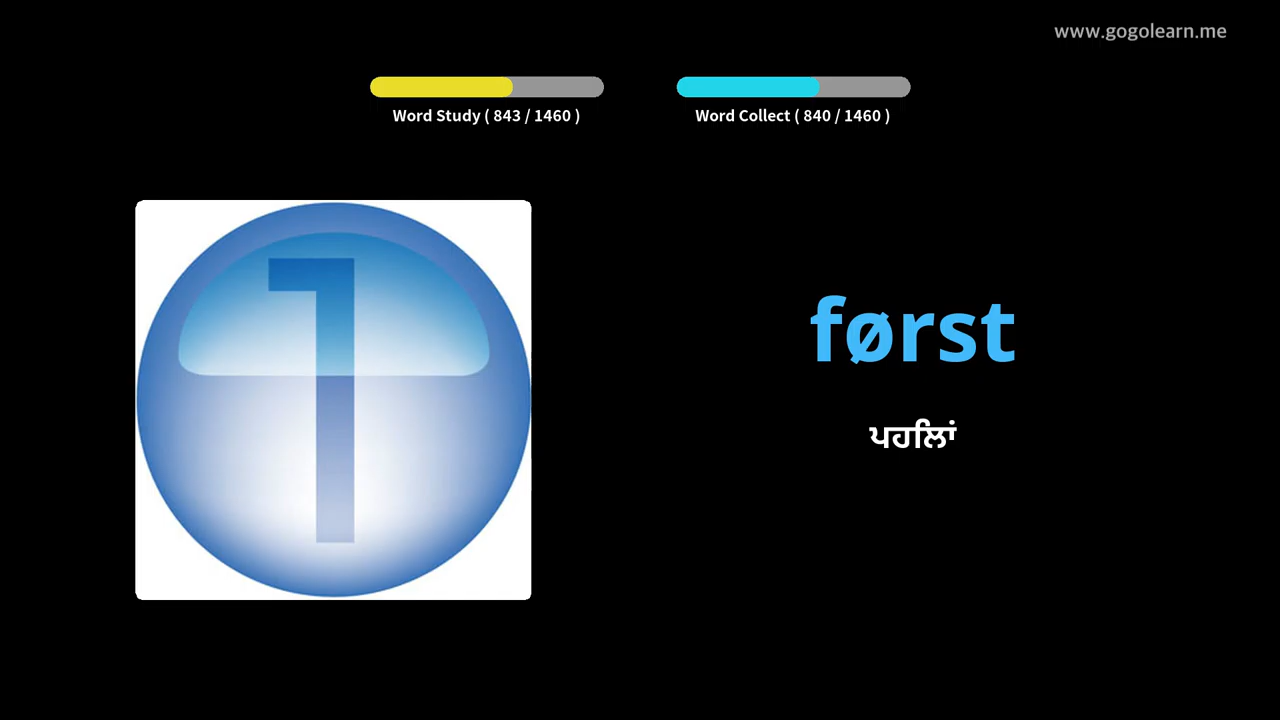 www.gogolearn.me
Word Study ( 843 / 1460 )
Word Collect ( 840 / 1460 )
1
først
ਪਹਿਲਾਂ